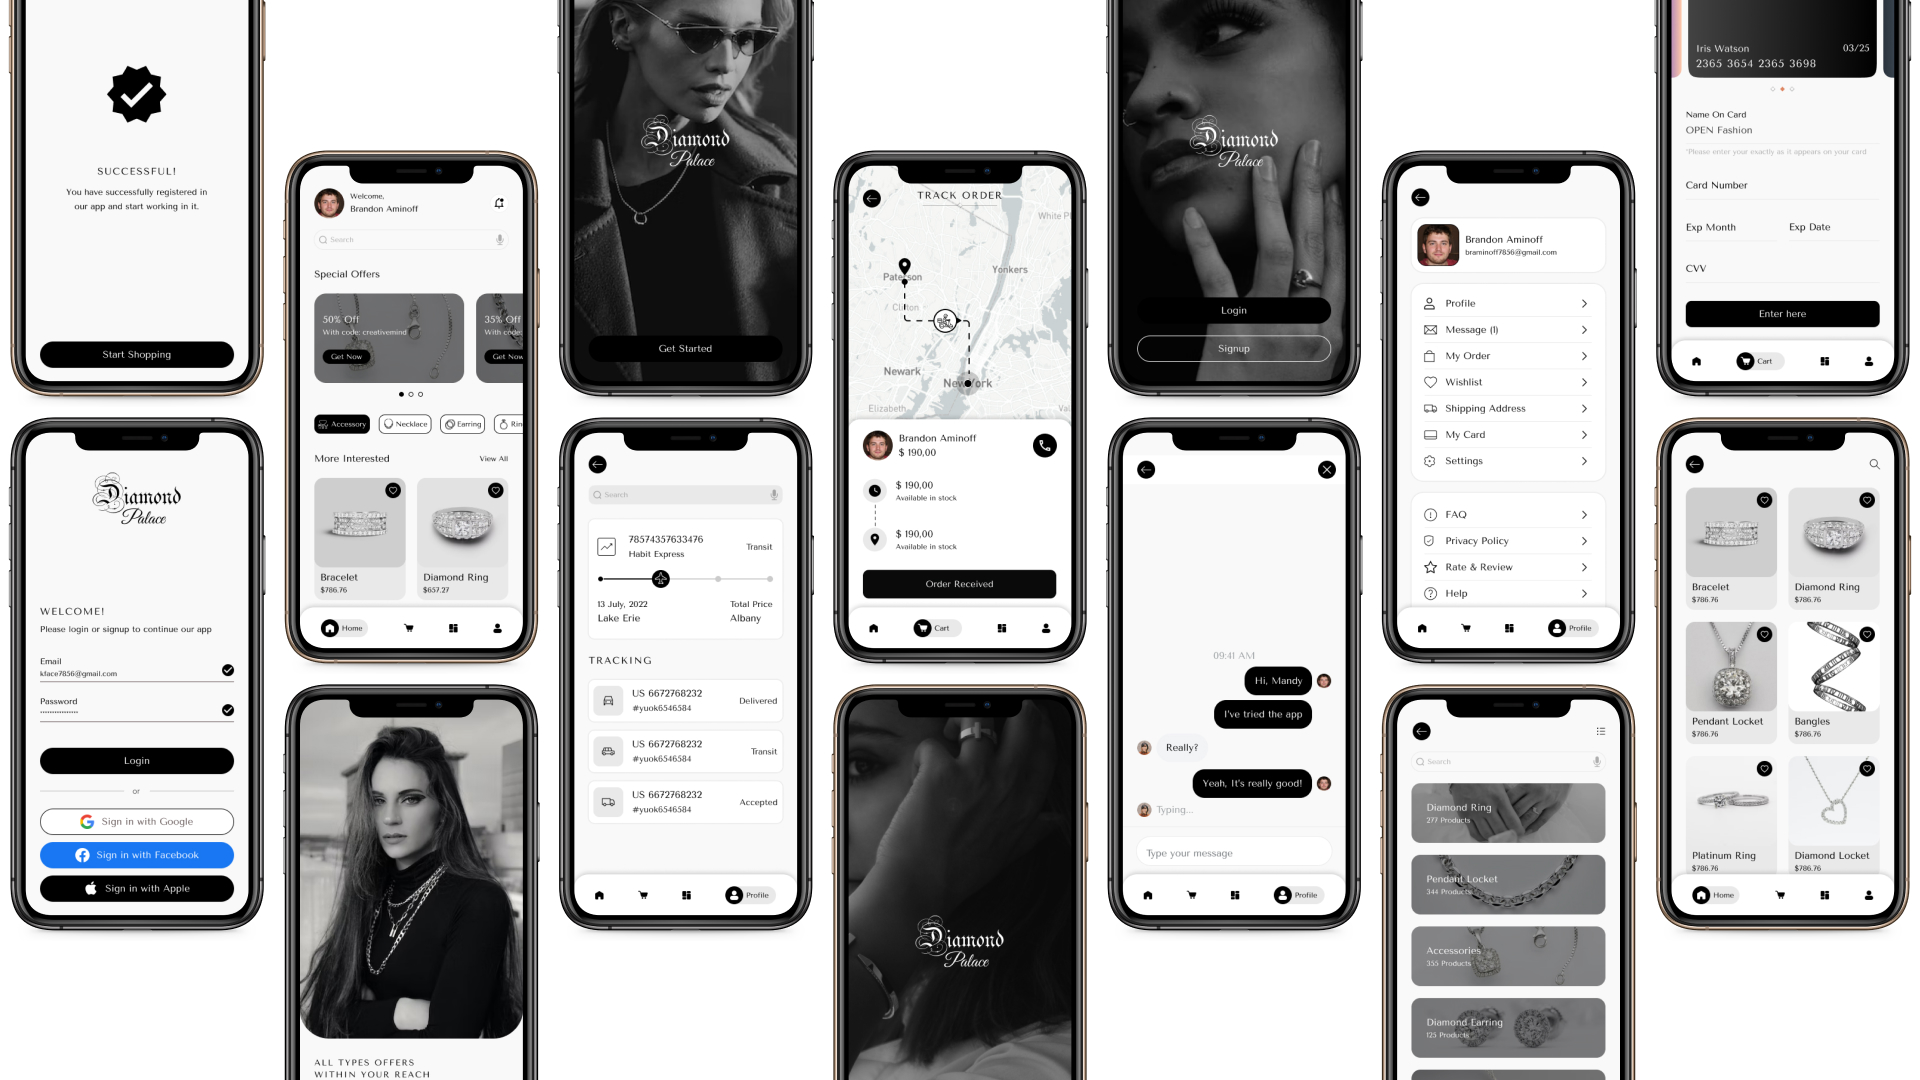 SUCCESSFUL!
You have successfully registered in
our app and start working in it.
Start Shopping
Diamond
Palace
WELCOME!
Please login or signup to continue our app
Email
kface7856@gmail.com
Password
Login
or
Sign in with Google
Sign in with Facebook
Sign in with Apple
Welcome,
Brandon Aminoff
Search
Special Offers
50% Off
With code: creativemind
Get Now
35% Off
With code:
Get Now
Accessory
Necklace
Earring
Rin
More Interested
View All
Bracelet
$786.76
Diamond Ring
$657.27
Home
ALL TYPES OFFERS
WITHIN YOUR REACH
Diamond
Palace
Get Started
Search
78574357633476
Habit Express
Transit
13 July, 2022
Lake Erie
Total Price
Albany
TRACKING
US 6672768232
#yuok6546584
Delivered
US 6672768232
#yuok6546584
Transit
US 6672768232
#yuok6546584
Accepted
Profile
TRACK ORDER
White Pl
Paterson
Yonkers
Clifton
Newark
New York
Elizabeth
Val
Brandon Aminoff
$ 190,00
$ 190,00
Available in stock
$ 190,00
Available in stock
Order Received
Cart
Diamond
Palace
Diamond
Palace
Login
Signup
09:41 AM
Hi, Mandy
I've tried the app
Really?
Yeah, It's really good!
Typing...
Type your message
Profile
Brandon Aminoff
braminoff7856@gmail.com
Profile
Message (1)
My Order
Wishlist
Shipping Address
My Card
Settings
FAQ
Privacy Policy
Rate & Review
Help
Profile
Search
Diamond Ring
277 Products
Pendant Locket
344 Products
Accessories
355 Products
Diamond Earring
125 Products
Iris Watson
03/25
2365 3654 2365 3698
Name On Card
OPEN Fashion
*Please enter your exactly as it appears on your card
Card Number
Exp Month
Exp Date
CVV
Enter here
Cart
Bracelet
$786.76
Diamond Ring
$786.76
Pendant Locket
$786.76
Bangles
$786.76
Platinum Ring
$786.76
Diamond Locket
$786.76
Home